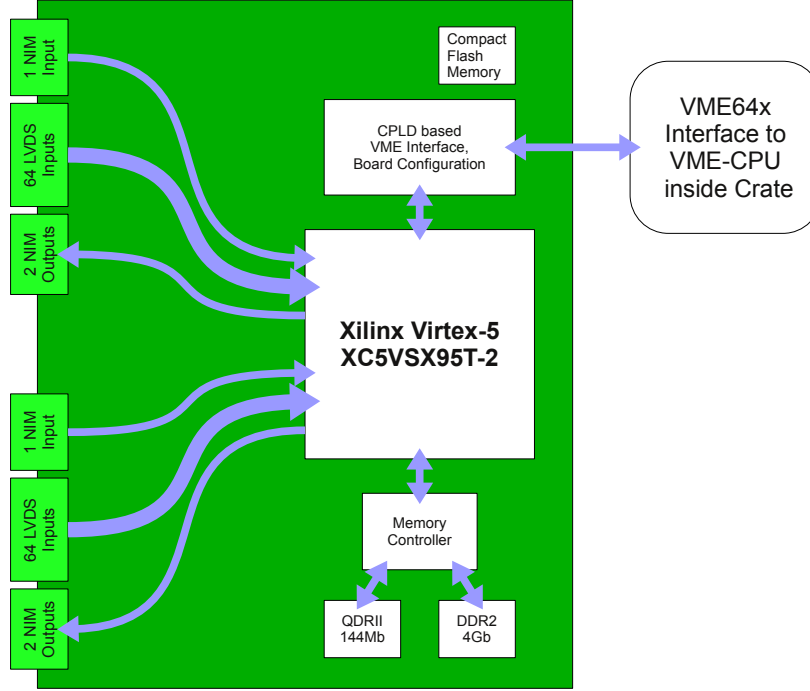 1 NIM
Input
64 LVDS
Inputs
2 NIM
Outputs
1 NIM
Input
64 LVDS
Inputs
2 NIM
Outputs
Compact
Flash
Memory
CPLD based
VME Interface,
Board Configuration
VME64x
Interface to
VME-CPU
inside Crate
Xilinx Virtex-5
XC5VSX95T-2
Memory
Controller
QDRII
144Mb
DDR2
4Gb